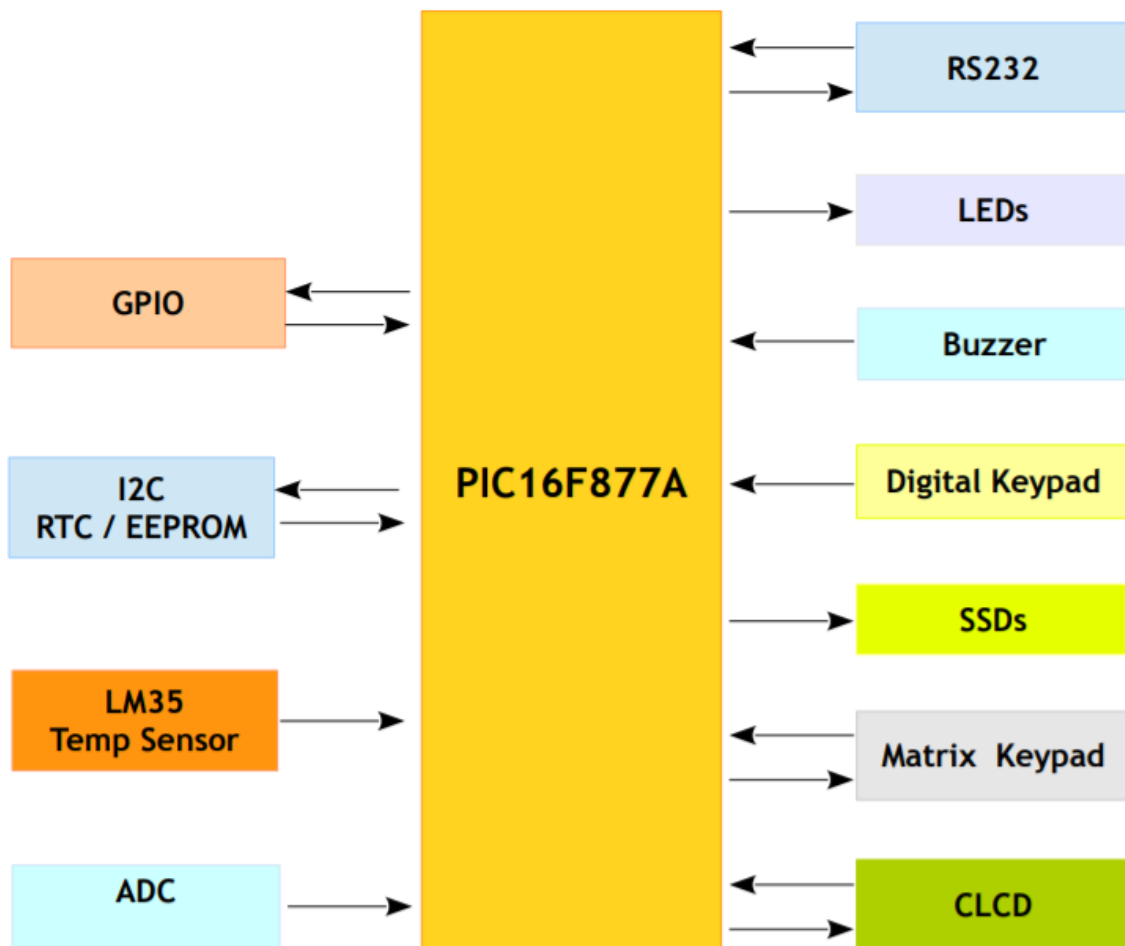 RS232
LEDs
GPIO
Buzzer
PIC16F877A
Digital Keypad
I2C
RTC / EEPROM
SSDs
LM35
Temp Sensor
Matrix Keypad
ADC
CLCD